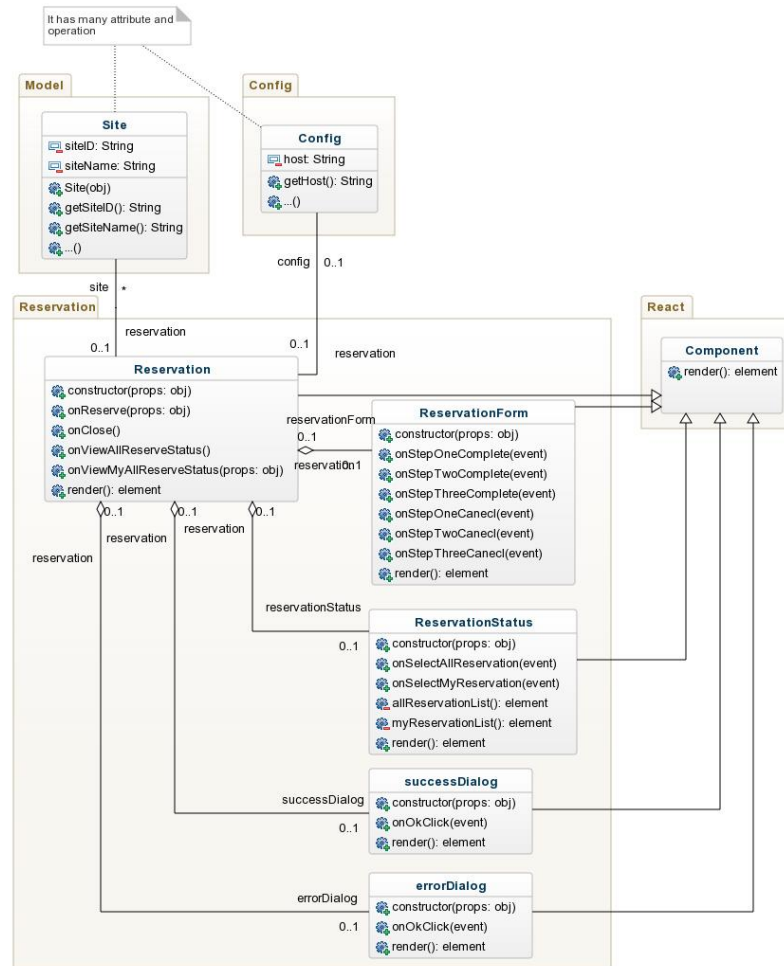 It has many attribute and
operation
Model
Site
siteID: String
siteName: String
Site(obj)
getSiteID(): String
getSiteName(): String
...()
Config
Config
host: String
getHost(): String
...()
config
0..1
site
*
reservation
0..1
0..1
reservation
Reservation
Reservation
constructor(props: obj)
onReserve(props: obj)
onClose()
onViewAllReserveStatus()
onViewMyAllReserveStatus(props: obj)
render(): element
React
Component
render(): element
reservationForm
0..1
reservation
0..1
ReservationForm
constructor(props: obj)
onStepOneComplete(event)
onStepTwoComplete(event)
onStepThreeComplete(event)
onStepOneCanecl(event)
onStepTwoCanecl(event)
onStepThreeCanecl(event)
render(): element
0..1
0..1
0..1
reservation
reservation
reservation
reservationStatus
0..1
ReservationStatus
constructor(props: obj)
onSelectAllReservation(event)
onSelectMyReservation(event)
allReservationList(): element
myReservationList(): element
render(): element
successDialog
0..1
successDialog
constructor(props: obj)
onOkClick(event)
render(): element
errorDialog
0..1
errorDialog
constructor(props: obj)
onOkClick(event)
render(): element